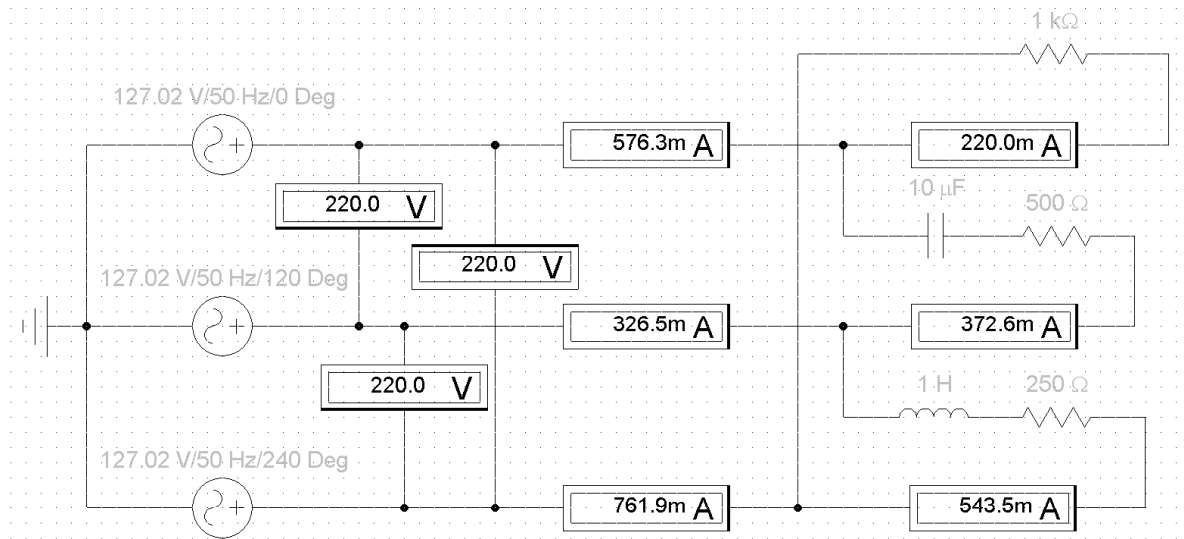 1 kΩ
127.02 V/50 Hz/0 Deg
576.3m A
220.0m A
10 µF
500 Ω
220.0 V
220.0 V
127.02 V/50 Hz/120 Deg
326.5m A
372.6m A
220.0 V
1 H
250 Ω
127.02 V/50 Hz/240 Deg
761.9m A
543.5m A